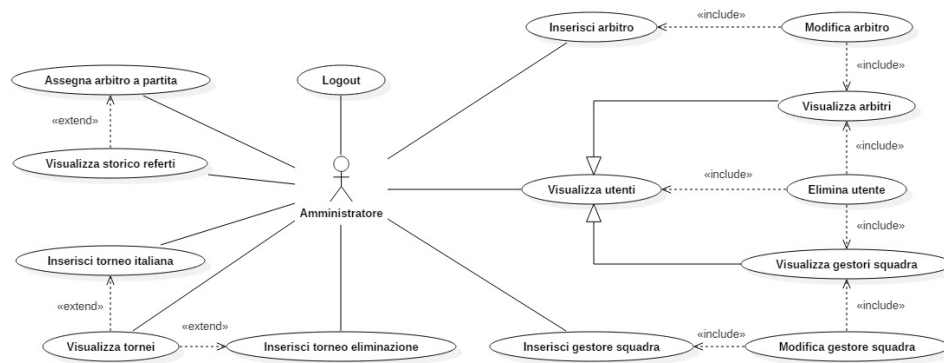 Inserisci arbitro
«include»
Modifica arbitro
Assegna arbitro a partita
Logout
«include»
Visualizza arbitri
«extend»
«include»
Visualizza storico referti
Visualizza utenti
«include»
Elimina utente
Amministratore
«include»
Inserisci torneo italiana
Visualizza gestori squadra
«extend»
«include»
Visualizza tornei
«extend»
Inserisci torneo eliminazione
Inserisci gestore squadra
«include»
Modifica gestore squadra